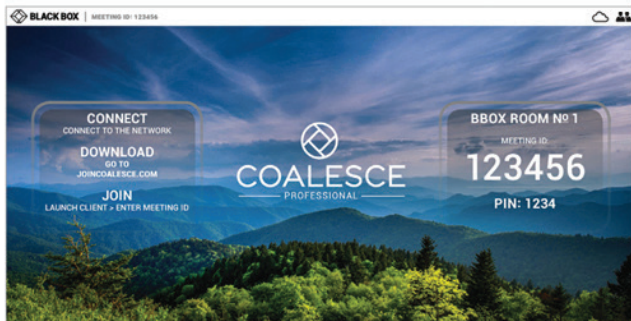 BLACK BOX | MEETING ID: 123456
CONNECT
CONNECT TO THE NETWORK
DOWNLOAD
GO TO
JOINCOALESCE.COM
JOIN
LAUNCH CLIENT > ENTER MEETING ID
COALESCE
PROFESSIONAL
BBOX ROOM Nº 1
MEETING ID:
123456
PIN: 1234